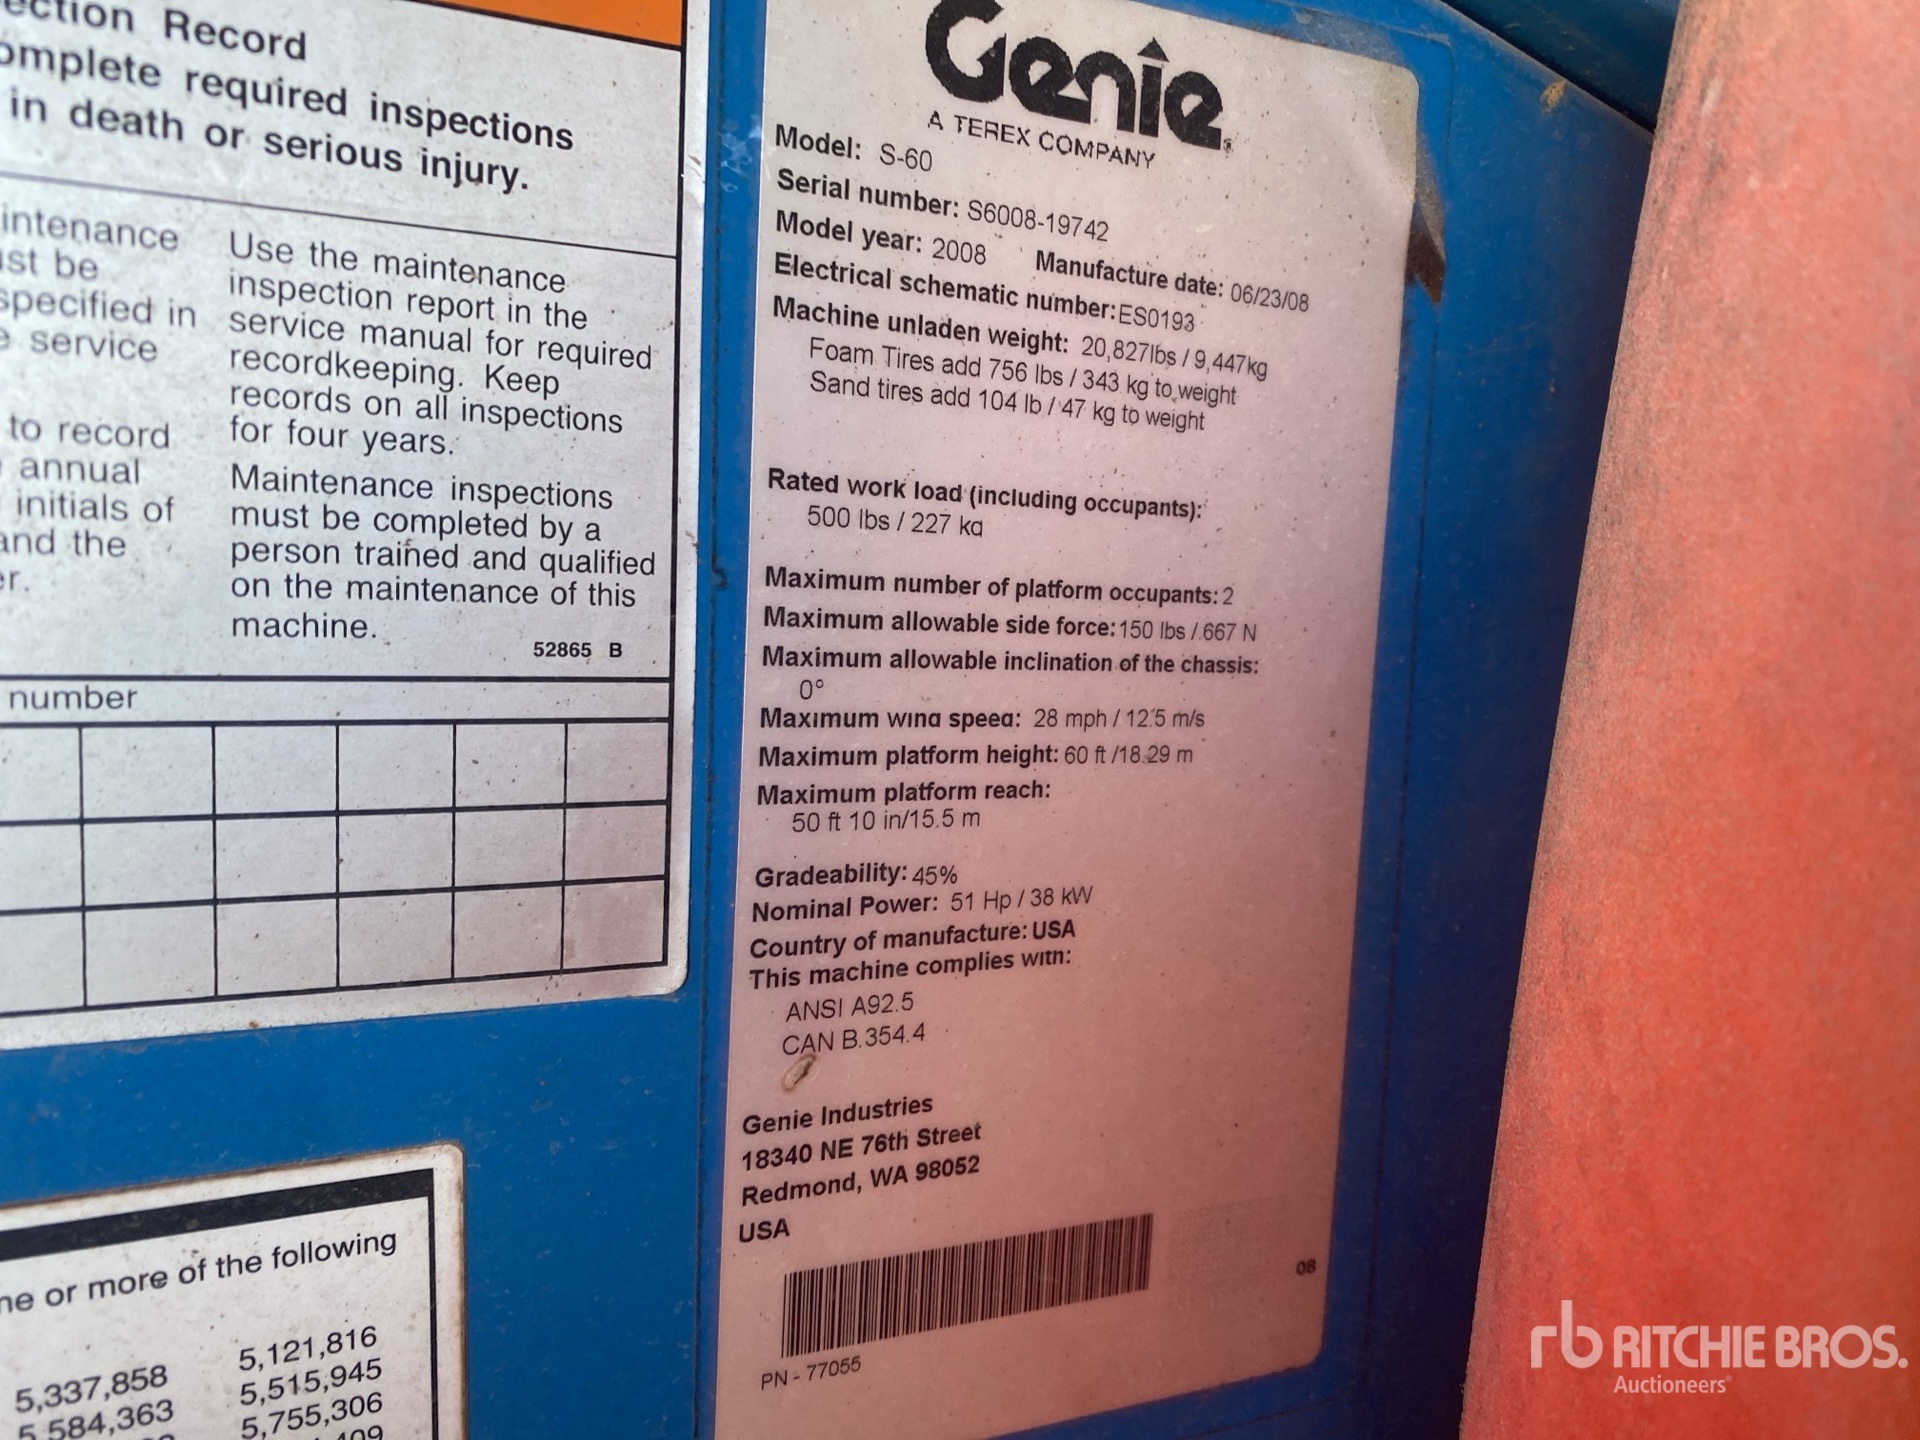 ection Record
omplete required inspections
in death or serious injury.
intenance
ust be
specified in
e service
to record
annual
initials of
and the
er.
Use the maintenance
inspection report in the
service manual for required
recordkeeping. Keep
records on all inspections
for four years.
Maintenance inspections
must be completed by a
person trained and qualified
on the maintenance of this
machine.
52865 B
number
ne or more of the following
5,337,858
5,584,363
5,121,816
5,515,945
5,755,306
Genie
A TEREX COMPANY
Model: S-60
Serial number: S6008-19742
Model year: 2008 Manufacture date: 06/23/08
Electrical schematic number: ES0193
Machine unladen weight: 20,827lbs / 9,447kg
Foam Tires add 756 lbs / 343 kg to weight
Sand tires add 104 lb / 47 kg to weight
Rated work load (including occupants):
500 lbs / 227 kg
Maximum number of platform occupants: 2
Maximum allowable side force: 150 lbs / 667 N
Maximum allowable inclination of the chassis:
0°
Maximum wind speed: 28 mph / 12.5 m/s
Maximum platform height: 60 ft /18.29 m
Maximum platform reach:
50 ft 10 in/15.5 m
Gradeability: 45%
Nominal Power: 51 Hp / 38 kW
Country of manufacture: USA
This machine complies with:
ANSI A92.5
CAN B.354.4
Genie Industries
18340 NE 76th Street
Redmond, WA 98052
USA
08
PN - 77055
rb RITCHIE BROS.
Auctioneers